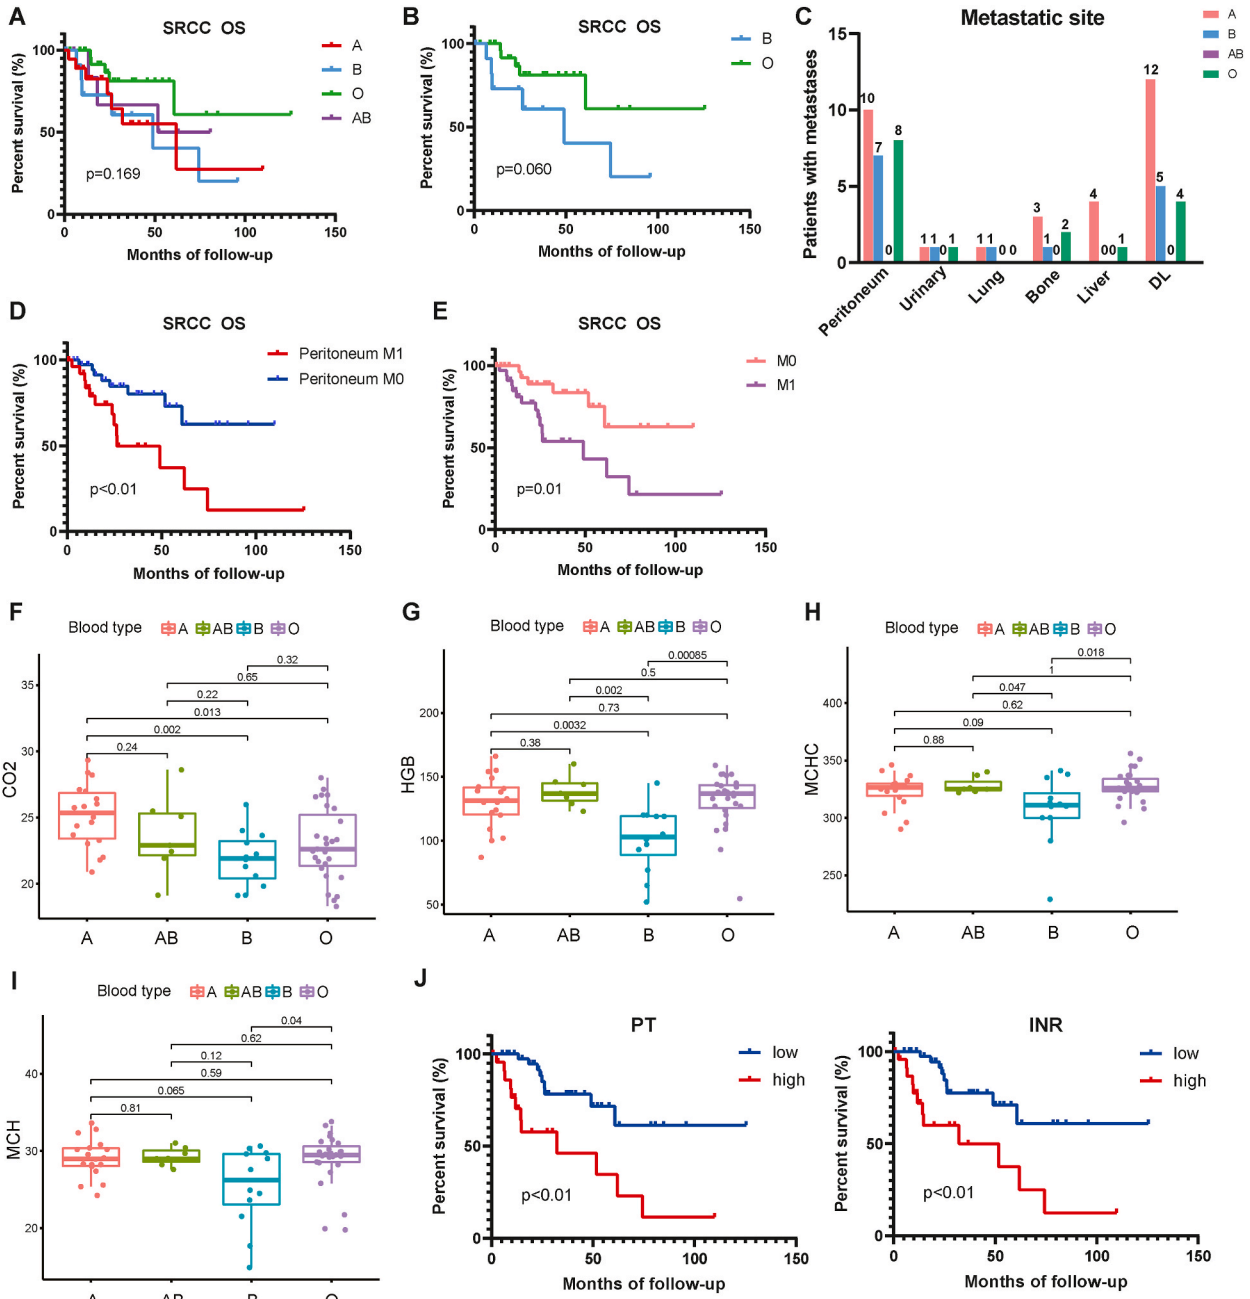 A
SRCC OS
Percent survival (%)
100
50
0
0 50 100 150
Months of follow-up
p=0.169
A
B
O
AB
B
SRCC OS
Percent survival (%)
100
50
0
0 50 100 150
Months of follow-up
p=0.060
B
O
C
Metastatic site
Patients with metastases
15
10
5
0
10 7 0 8
1 1 0 1
1 1 0 0
3 1 0 2
4 0 0 1
12 5 0 4
Peritoneum Urinary Lung Bone Liver DL
A
B
AB
O
D
SRCC OS
Percent survival (%)
100
50
0
0 50 100 150
Months of follow-up
p<0.01
Peritoneum M1
Peritoneum M0
E
SRCC OS
Percent survival (%)
100
50
0
0 50 100 150
Months of follow-up
p=0.01
M0
M1
F
Blood type A AB B O
CO2
35
30
25
20
0.32
0.65
0.22
0.013
0.002
0.24
A AB B O
G
Blood type A AB B O
HGB
200
150
100
50
0.00085
0.5
0.002
0.73
0.0032
0.38
A AB B O
H
Blood type A AB B O
MCHC
400
350
300
250
0.018
1
0.047
0.62
0.09
0.88
A AB B O
I
Blood type A AB B O
MCH
40
30
20
0.04
0.62
0.12
0.59
0.065
0.81
A AB B O
J
PT
Percent survival (%)
100
50
0
0 50 100 150
Months of follow-up
p<0.01
low
high
INR
Percent survival (%)
100
50
0
0 50 100 150
Months of follow-up
p<0.01
low
high